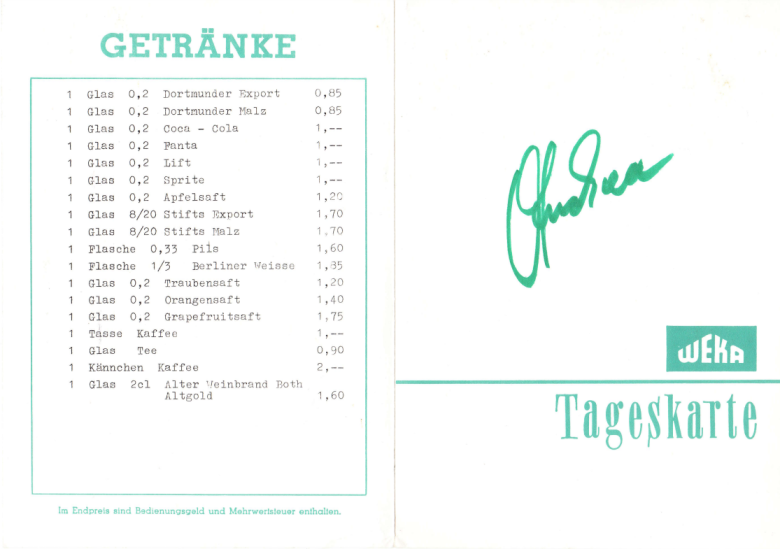 GETRÄNKE
1 Glas 0,2 Dortmunder Export 0,85
1 Glas 0,2 Dortmunder Malz 0,85
1 Glas 0,2 Coca - Cola 1,--
1 Glas 0,2 Fanta 1,--
1 Glas 0,2 Lift 1,--
1 Glas 0,2 Sprite 1,--
1 Glas 0,2 Apfelsaft 1,20
1 Glas 8/20 Stifts Export 1,70
1 Glas 8/20 Stifts Malz 1,70
1 Flasche 0,33 Pils 1,60
1 Flasche 1/3 Berliner Weisse 1,85
1 Glas 0,2 Traubensaft 1,20
1 Glas 0,2 Orangensaft 1,40
1 Glas 0,2 Grapefruitsaft 1,75
1 Tasse Kaffee 1,--
1 Glas Tee 0,90
1 Kännchen Kaffee 2,--
1 Glas 2cl Alter Weinbrand Both
Altgold 1,60
Im Endpreis sind Bedienungsgeld und Mehrwertsteuer enthalten.
WEKA
Tageskarte